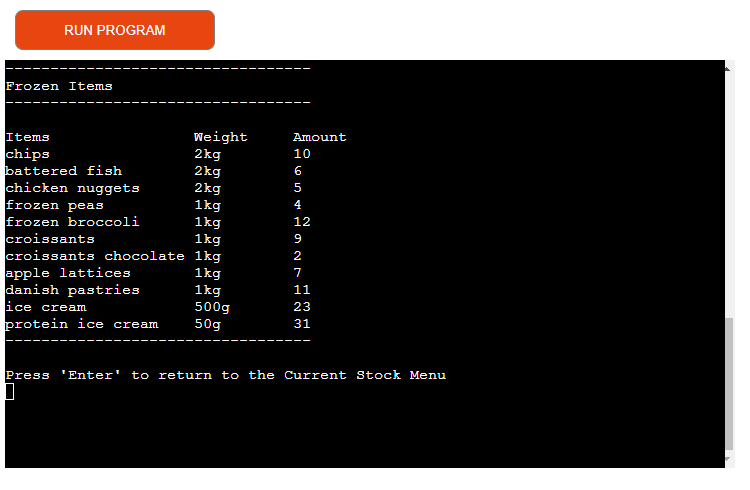 RUN PROGRAM
----------------------------------
Frozen Items
----------------------------------
Items Weight Amount
chips 2kg 10
battered fish 2kg 6
chicken nuggets 2kg 5
frozen peas 1kg 4
frozen broccoli 1kg 12
croissants 1kg 9
croissants chocolate 1kg 2
apple lattices 1kg 7
danish pastries 1kg 11
ice cream 500g 23
protein ice cream 50g 31
----------------------------------
Press 'Enter' to return to the Current Stock Menu